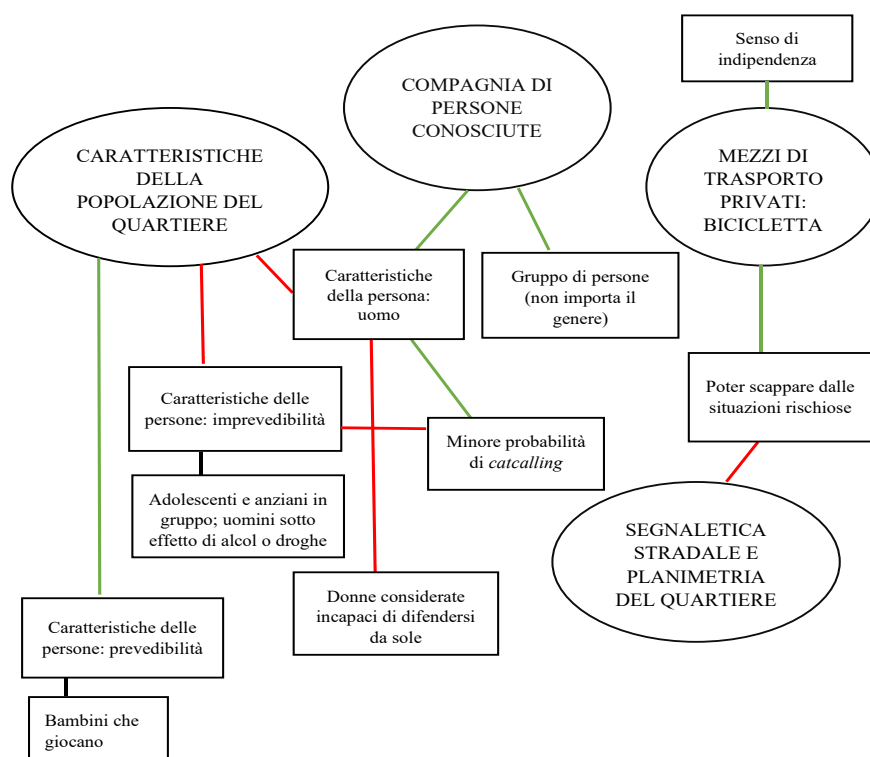 Senso di
indipendenza
COMPAGNIA DI
PERSONE
CONOSCIUTE
CARATTERISTICHE
DELLA
POPOLAZIONE DEL
QUARTIERE
MEZZI DI
TRASPORTO
PRIVATI:
BICICLETTA
Caratteristiche
della persona:
uomo
Gruppo di persone
(non importa il
genere)
Caratteristiche delle
persone: imprevedibilità
Poter scappare dalle
situazioni rischiose
Minore probabilità
di catcalling
Adolescenti e anziani in
gruppo; uomini sotto
effetto di alcol o droghe
SEGNALETICA
STRADALE E
PLANIMETRIA
DEL QUARTIERE
Donne considerate
incapaci di difendersi
da sole
Caratteristiche delle
persone: prevedibilità
Bambini che
giocano